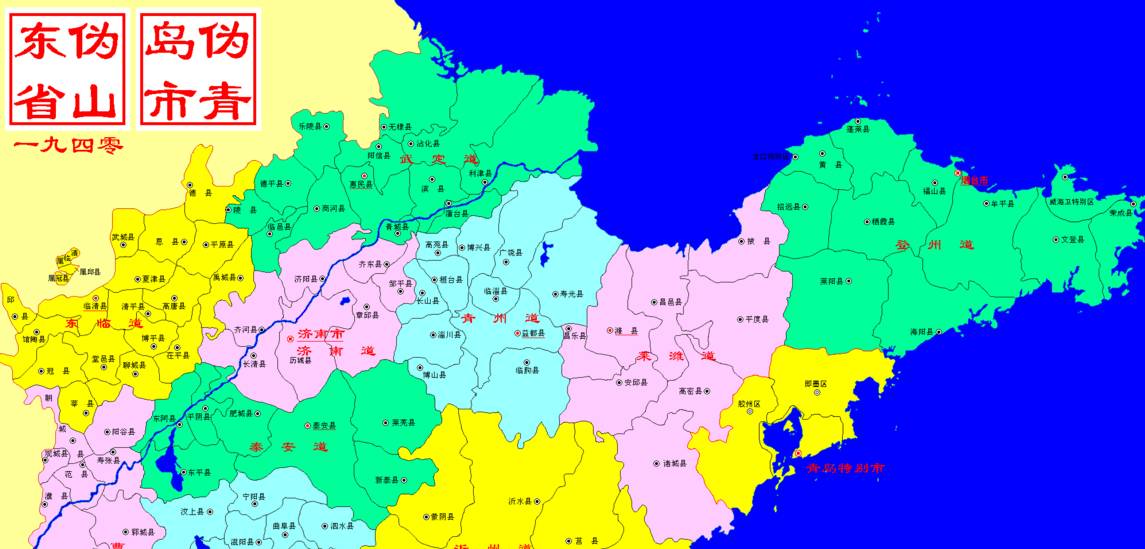 伪山东省
伪青岛市
一九四零
乐陵县
无棣县
沾化县
阳信县
武定道
惠民县
滨县
利津县
德平县
商河县
陵县
临邑县
蒲台县
青城县
德县
武城县
恩县
平原县
夏津县
禹城县
临清县
清平县
高唐县
东临道
博平县
茌平县
馆陶县
堂邑县
聊城县
冠县
莘县
邱县
临清
属冠县
属邱县
济阳县
齐东县
邹平县
章邱县
齐河县
济南市
济南道
长清县
历城县
高苑县
博兴县
广饶县
桓台县
长山县
临淄县
寿光县
青州道
淄川县
益都县
博山县
临朐县
昌乐县
潍县
昌邑县
平度县
掖县
莱潍道
安邱县
高密县
诸城县
蓬莱县
黄县
烟台市
福山县
牟平县
威海卫特别区
荣成县
招远县
栖霞县
文登县
登州道
莱阳县
海阳县
即墨区
胶州区
青岛特别市
东阿县
平阴县
肥城县
泰安县
莱芜县
泰安道
东平县
新泰县
朝城县
阳谷县
观城县
寿张县
范县
濮县
郓城县
曹
宁阳县
汶上县
曲阜县
泗水县
滋阳县
蒙阴县
沂水县
莒县
沂州道